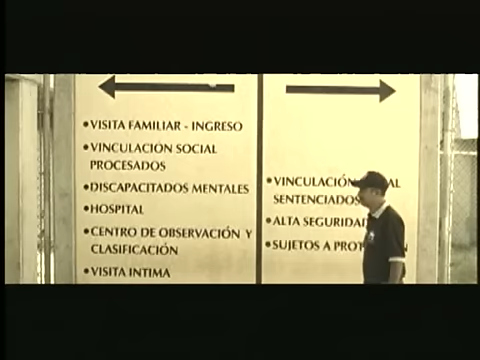 •VISITA FAMILIAR - INGRESO
•VINCULACIÓN SOCIAL
PROCESADOS
•DISCAPACITADOS MENTALES
•HOSPITAL
•CENTRO DE OBSERVACIÓN Y
CLASIFICACIÓN
•VISITA INTIMA
•VINCULACIÓN
SENTENCIADOS
•ALTA SEGURIDAD
•SUJETOS A